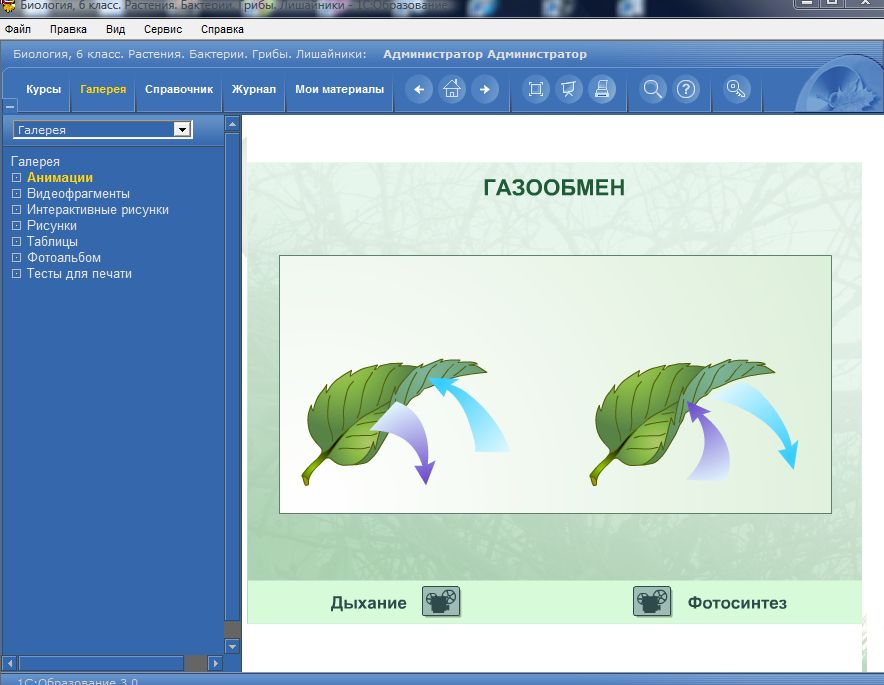 Биология, 6 класс. Растения. Бактерии. Грибы. Лишайники - 1С:Образование
Файл Правка Вид Сервис Справка
Биология, 6 класс. Растения. Бактерии. Грибы. Лишайники: Администратор Администратор
Курсы Галерея Справочник Журнал Мои материалы
Галерея
Галерея
Анимации
Видеофрагменты
Интерактивные рисунки
Рисунки
Таблицы
Фотоальбом
Тесты для печати
ГАЗООБМЕН
Дыхание Фотосинтез
1С:Образование 3.0